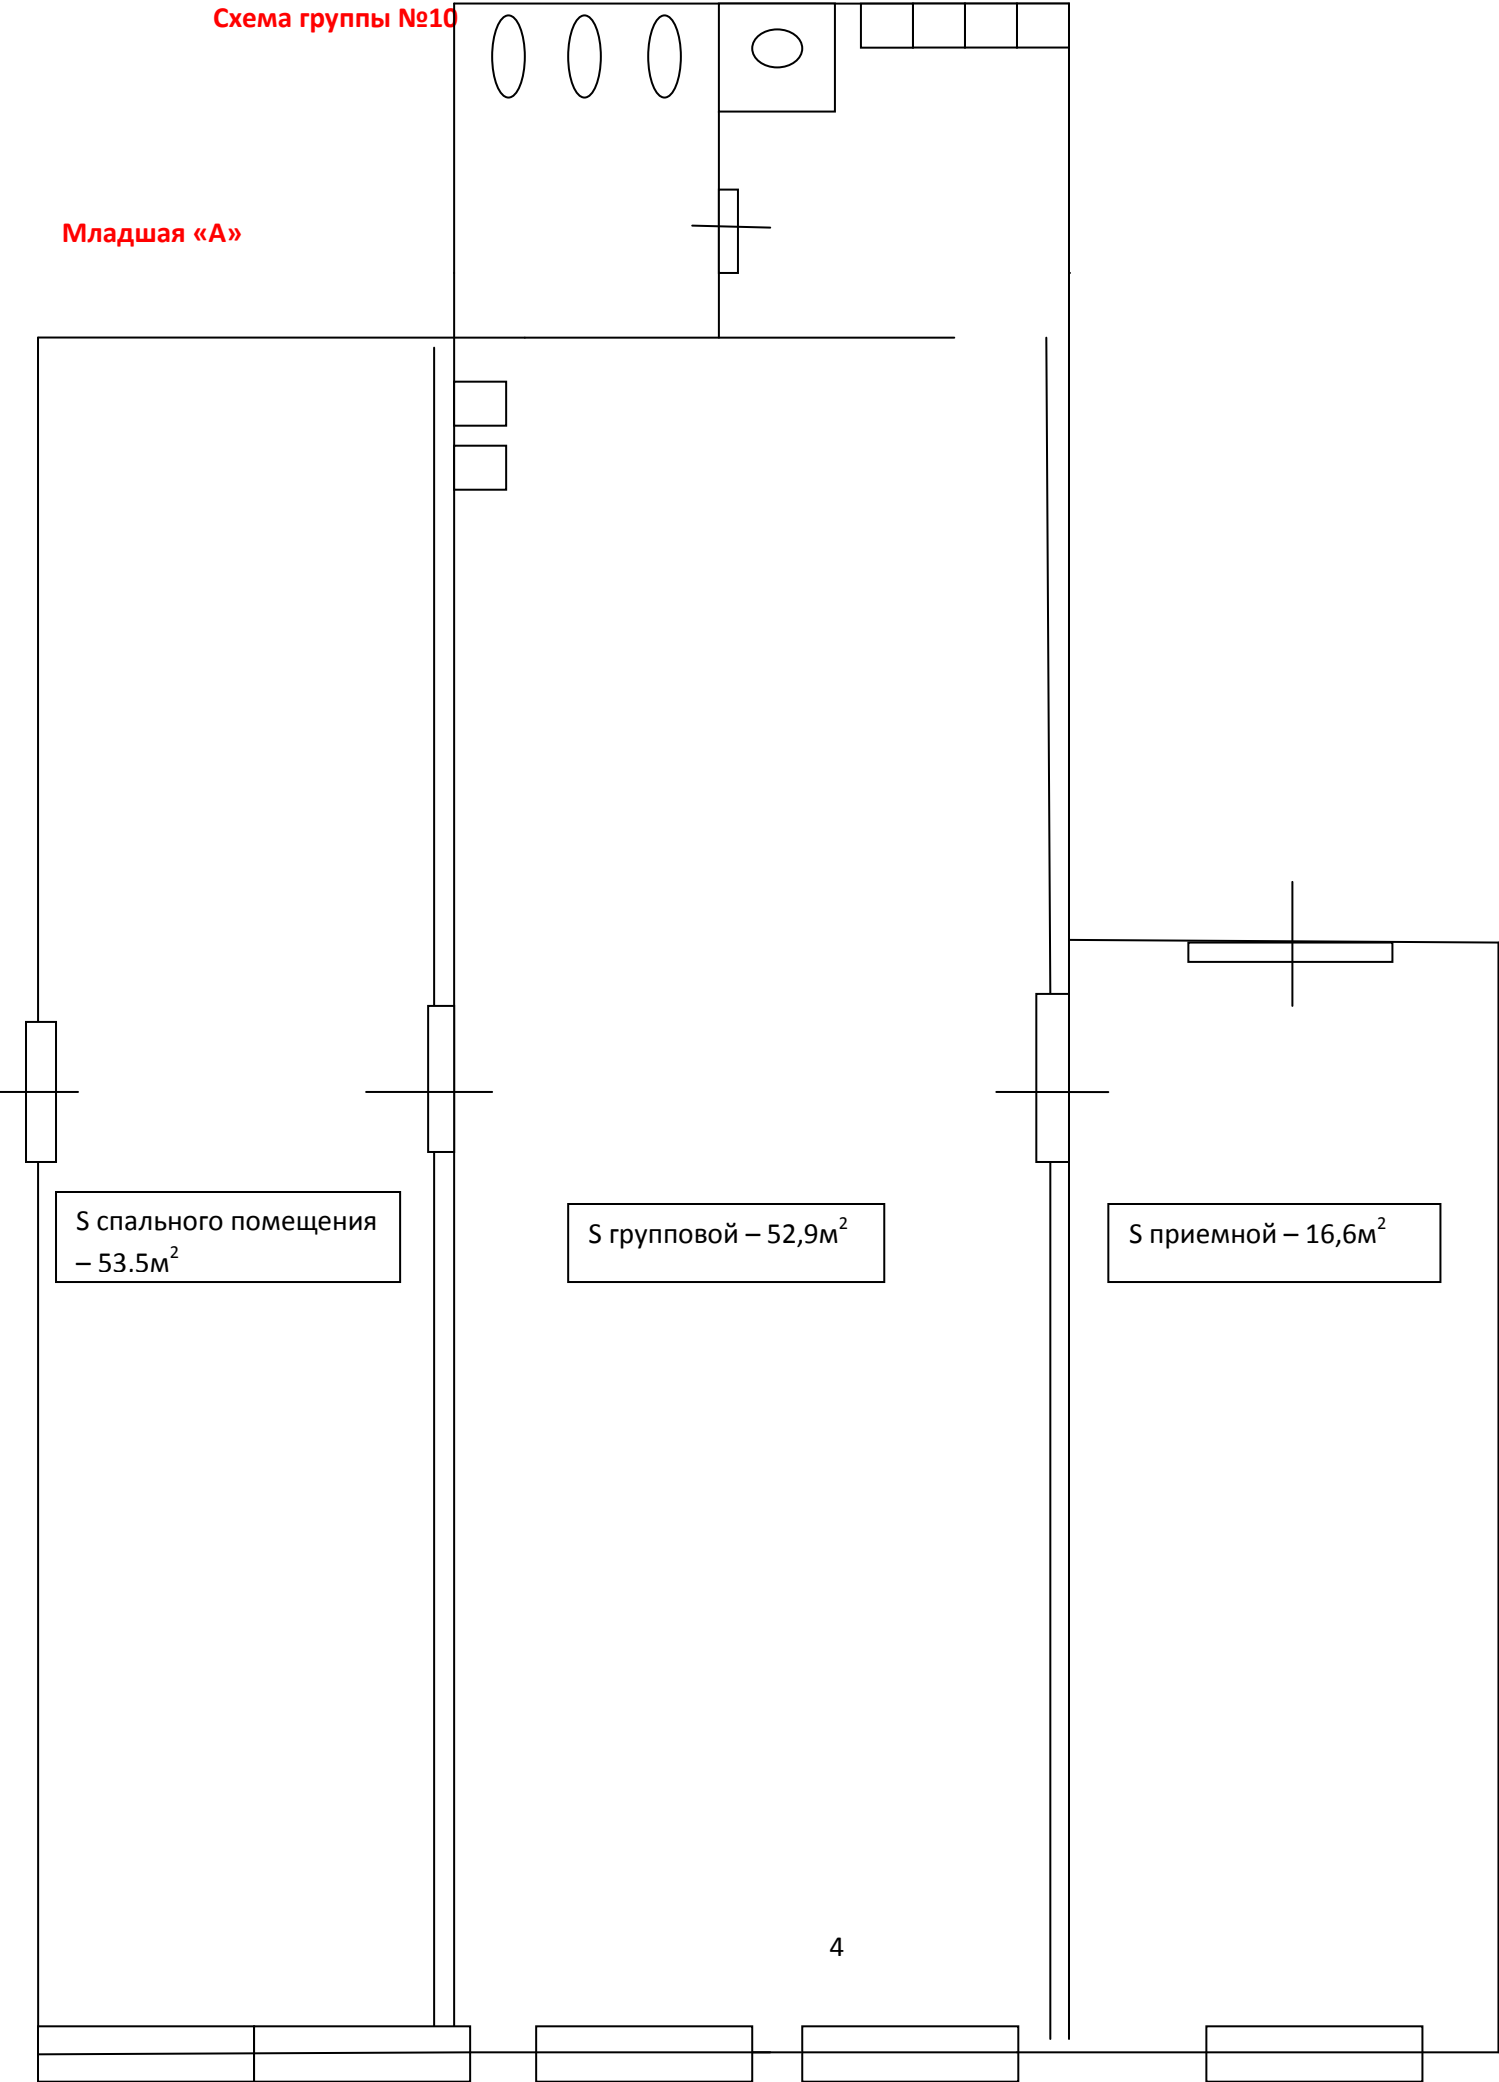 Схема группы №10
Младшая «А»
S спального помещения
– 53.5м²
S групповой – 52,9м²
S приемной – 16,6м²
4